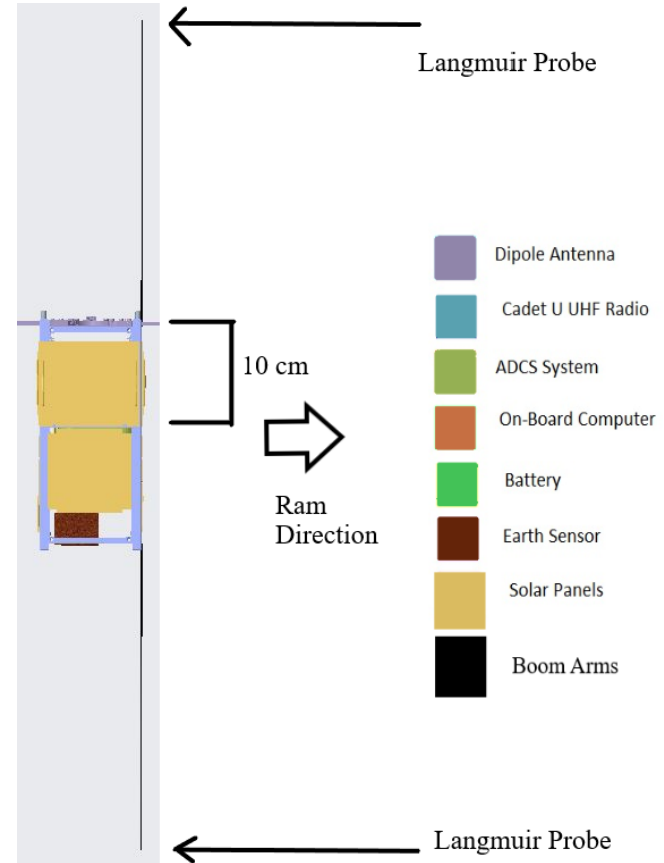 Langmuir Probe
Dipole Antenna
Cadet U UHF Radio
10 cm
ADCS System
On-Board Computer
Ram
Direction
Battery
Earth Sensor
Solar Panels
Boom Arms
Langmuir Probe